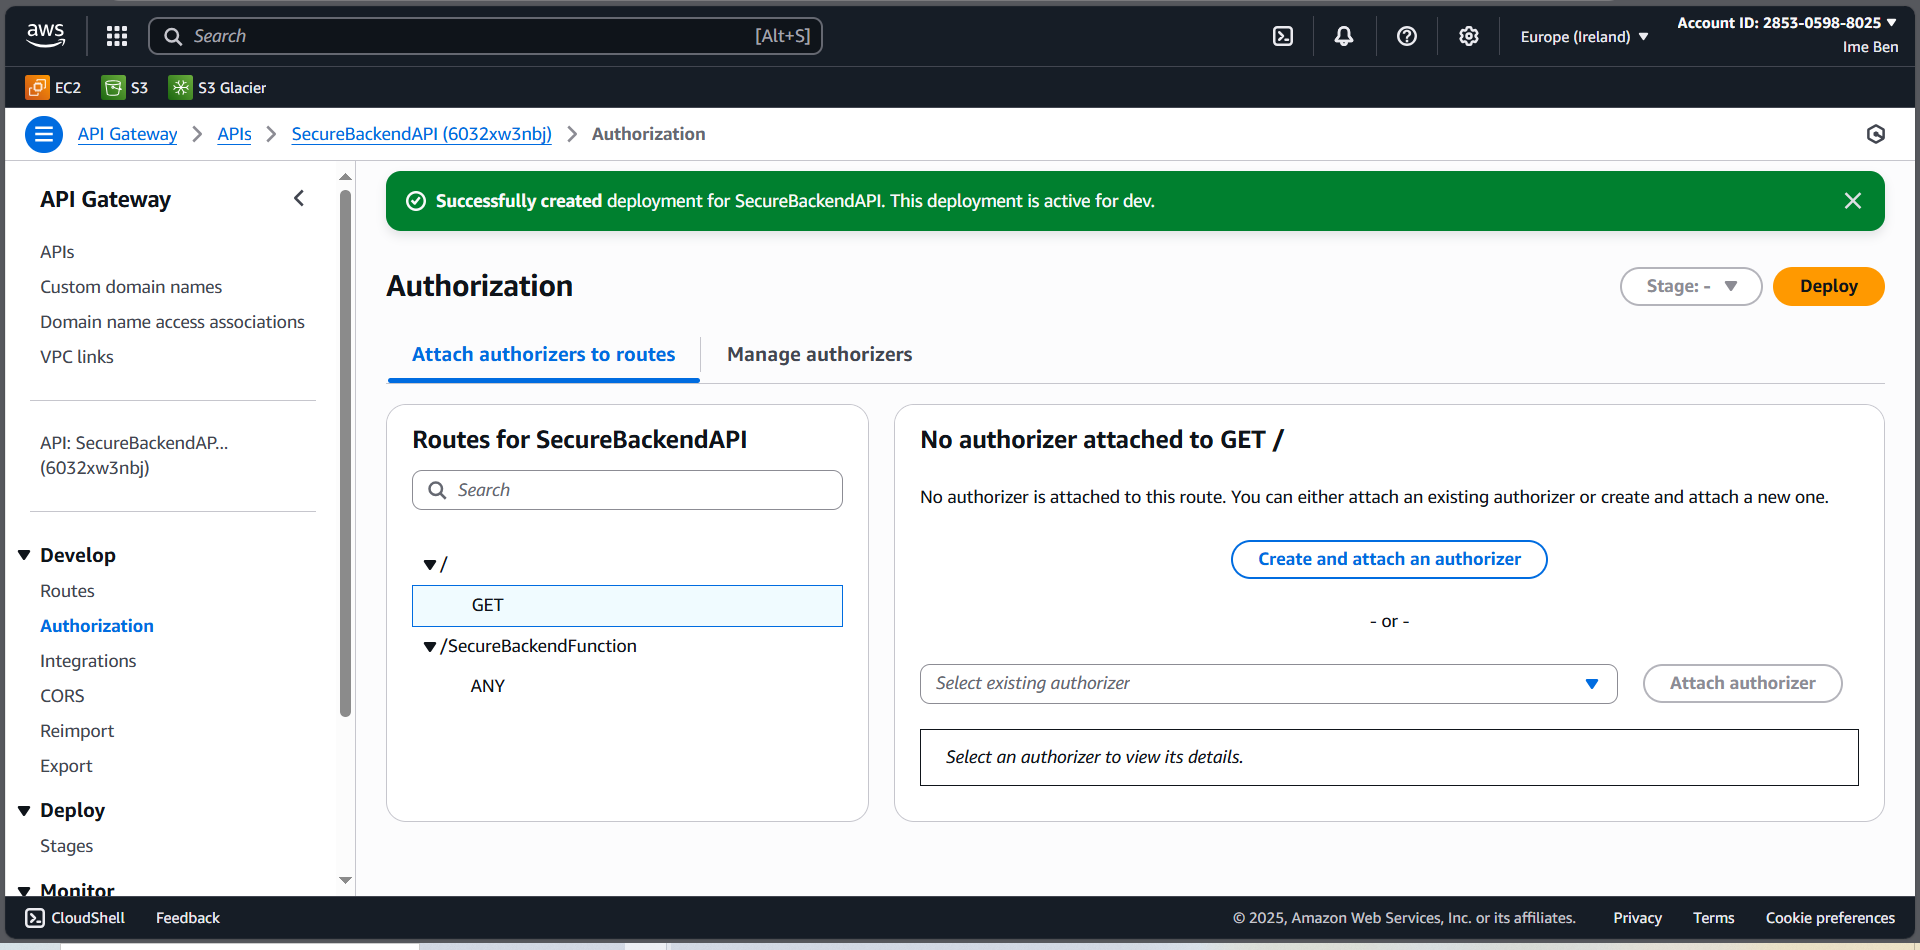 aws
Search
[Alt+S]
Europe (Ireland)
Account ID: 2853-0598-8025
Ime Ben
EC2
S3
S3 Glacier
API Gateway
APIs
SecureBackendAPI (6032xw3nbj)
Authorization
API Gateway
APIs
Custom domain names
Domain name access associations
VPC links
API: SecureBackendAP...
(6032xw3nbj)
Develop
Routes
Authorization
Integrations
CORS
Reimport
Export
Deploy
Stages
Monitor
Successfully created deployment for SecureBackendAPI. This deployment is active for dev.
Authorization
Stage: -
Deploy
Attach authorizers to routes
Manage authorizers
Routes for SecureBackendAPI
Search
/
GET
/SecureBackendFunction
ANY
No authorizer attached to GET /
No authorizer is attached to this route. You can either attach an existing authorizer or create and attach a new one.
Create and attach an authorizer
- or -
Select existing authorizer
Attach authorizer
Select an authorizer to view its details.
CloudShell
Feedback
© 2025, Amazon Web Services, Inc. or its affiliates.
Privacy
Terms
Cookie preferences